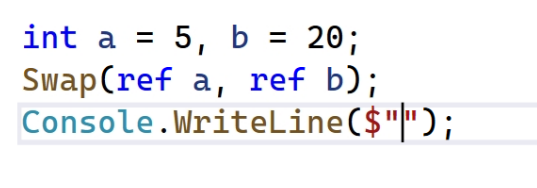 int a = 5, b = 20;
Swap(ref a, ref b);
Console.WriteLine($"");